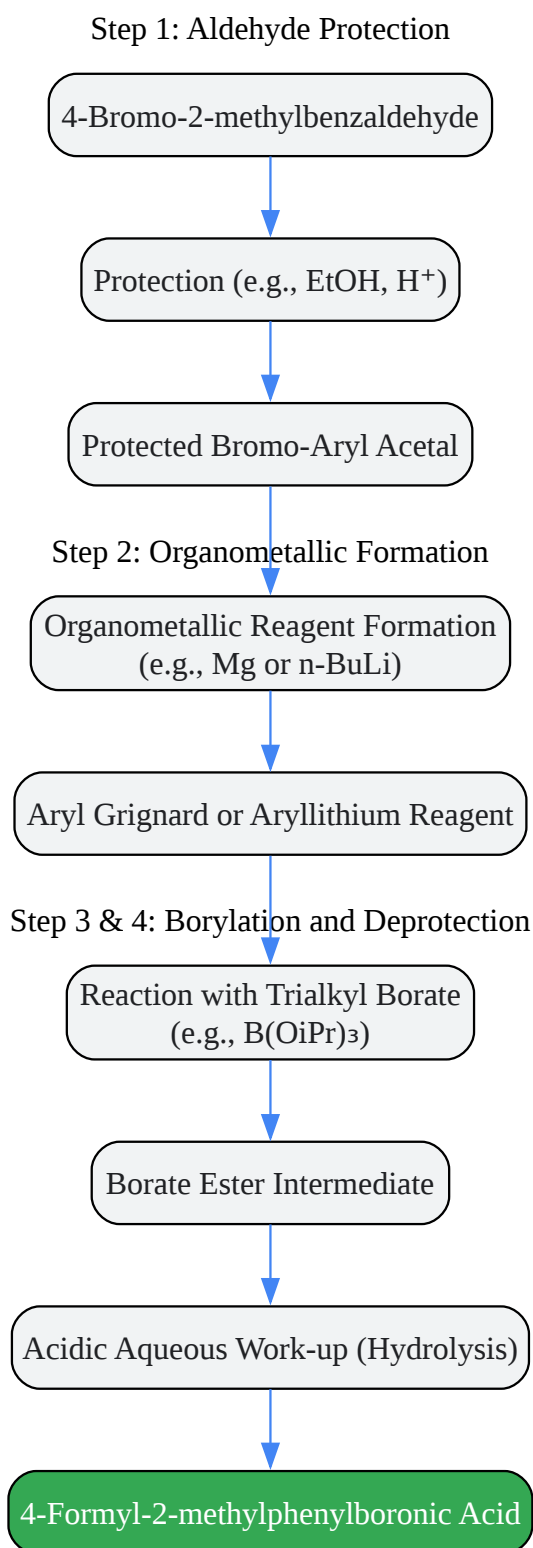 Step 1: Aldehyde Protection
4-Bromo-2-methylbenzaldehyde
Protection (e.g., EtOH, H⁺)
Protected Bromo-Aryl Acetal
Step 2: Organometallic Formation
Organometallic Reagent Formation
(e.g., Mg or n-BuLi)
Aryl Grignard or Aryllithium Reagent
Step 3 & 4: Borylation and Deprotection
Reaction with Trialkyl Borate
(e.g., B(OiPr)₃)
Borate Ester Intermediate
Acidic Aqueous Work-up (Hydrolysis)
4-Formyl-2-methylphenylboronic Acid